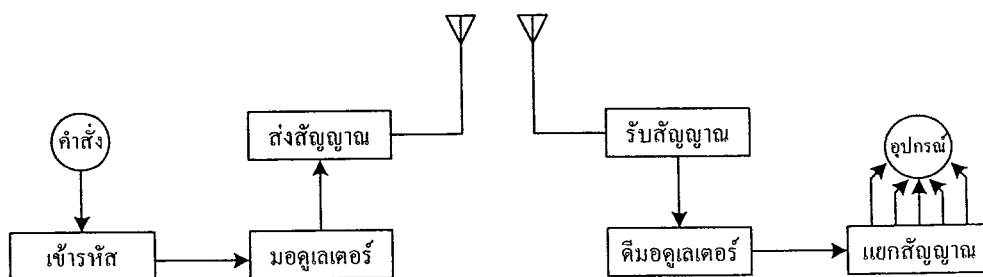 คำสั่ง
เข้ารหัส
มอดูเลเตอร์
ส่งสัญญาณ
รับสัญญาณ
ดีมอดูเลเตอร์
แยกสัญญาณ
อุปกรณ์